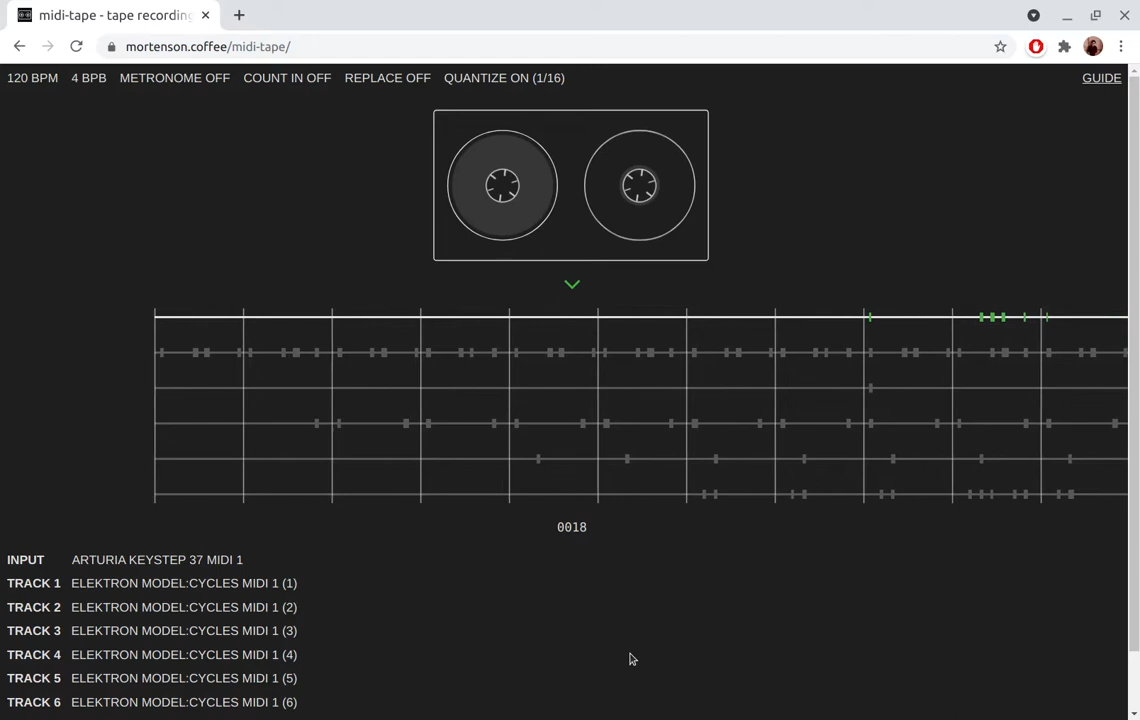 midi-tape - tape recording
mortenson.coffee/midi-tape/
120 BPM 4 BPB METRONOME OFF COUNT IN OFF REPLACE OFF QUANTIZE ON (1/16) GUIDE
0018
INPUT ARTURIA KEYSTEP 37 MIDI 1
TRACK 1 ELEKTRON MODEL:CYCLES MIDI 1 (1)
TRACK 2 ELEKTRON MODEL:CYCLES MIDI 1 (2)
TRACK 3 ELEKTRON MODEL:CYCLES MIDI 1 (3)
TRACK 4 ELEKTRON MODEL:CYCLES MIDI 1 (4)
TRACK 5 ELEKTRON MODEL:CYCLES MIDI 1 (5)
TRACK 6 ELEKTRON MODEL:CYCLES MIDI 1 (6)